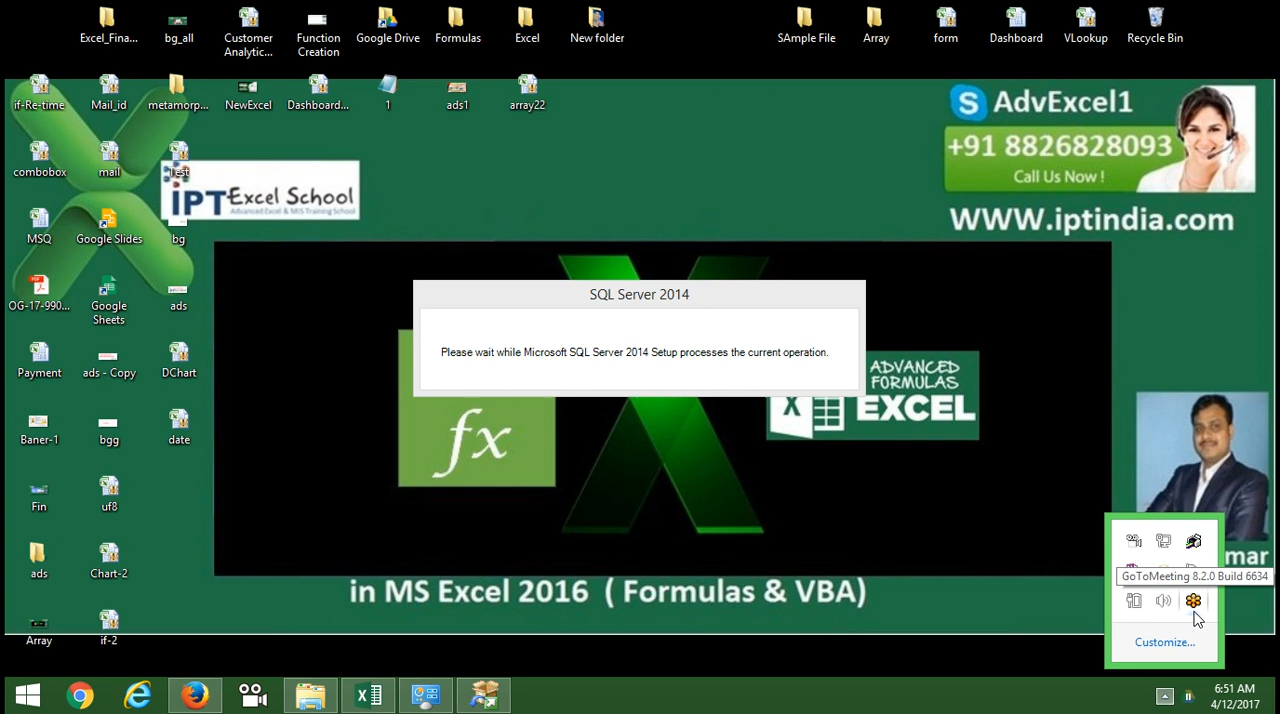 Excel_Fina...
bg_all
Customer
Analytic...
Function
Creation
Google Drive
Formulas
Excel
New folder
SAmple File
Array
form
Dashboard
VLookup
Recycle Bin
if-Re-time
Mail_id
metamorp...
NewExcel
Dashboard...
1
ads1
array22
S AdvExcel1
+91 8826828093
Call Us Now !
WWW.iptindia.com
combobox
mail
Test
IPT Excel School
Advanced Excel & MIS Training School
MSQ
Google Slides
bg
OG-17-990...
Google
Sheets
ads
SQL Server 2014
Please wait while Microsoft SQL Server 2014 Setup processes the current operation.
Payment
ads - Copy
DChart
ADVANCED
FORMULAS
EXCEL
X
fx
Baner-1
bgg
date
Fin
uf8
ads
Chart-2
mar
GoToMeeting 8.2.0 Build 6634
in MS Excel 2016 ( Formulas & VBA)
Array
if-2
Customize...
6:51 AM
4/12/2017